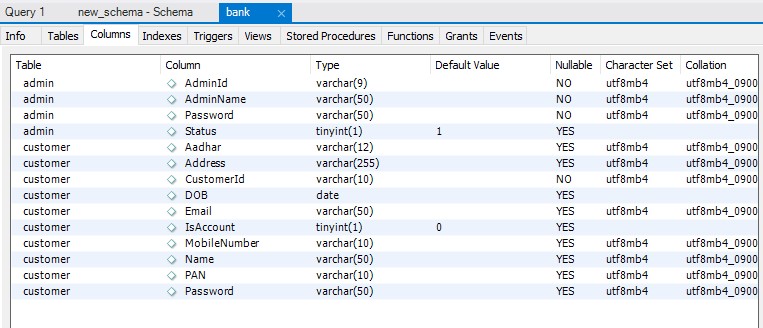 Query 1 new_schema - Schema bank ×
Info Tables Columns Indexes Triggers Views Stored Procedures Functions Grants Events
Table Column Type Default Value Nullable Character Set Collation
admin AdminId varchar(9) NO utf8mb4 utf8mb4_0900
admin AdminName varchar(50) NO utf8mb4 utf8mb4_0900
admin Password varchar(50) NO utf8mb4 utf8mb4_0900
admin Status tinyint(1) 1 YES
customer Aadhar varchar(12) YES utf8mb4 utf8mb4_0900
customer Address varchar(255) YES utf8mb4 utf8mb4_0900
customer CustomerId varchar(10) NO utf8mb4 utf8mb4_0900
customer DOB date YES
customer Email varchar(50) YES utf8mb4 utf8mb4_0900
customer IsAccount tinyint(1) 0 YES
customer MobileNumber varchar(10) YES utf8mb4 utf8mb4_0900
customer Name varchar(50) YES utf8mb4 utf8mb4_0900
customer PAN varchar(10) YES utf8mb4 utf8mb4_0900
customer Password varchar(50) YES utf8mb4 utf8mb4_0900